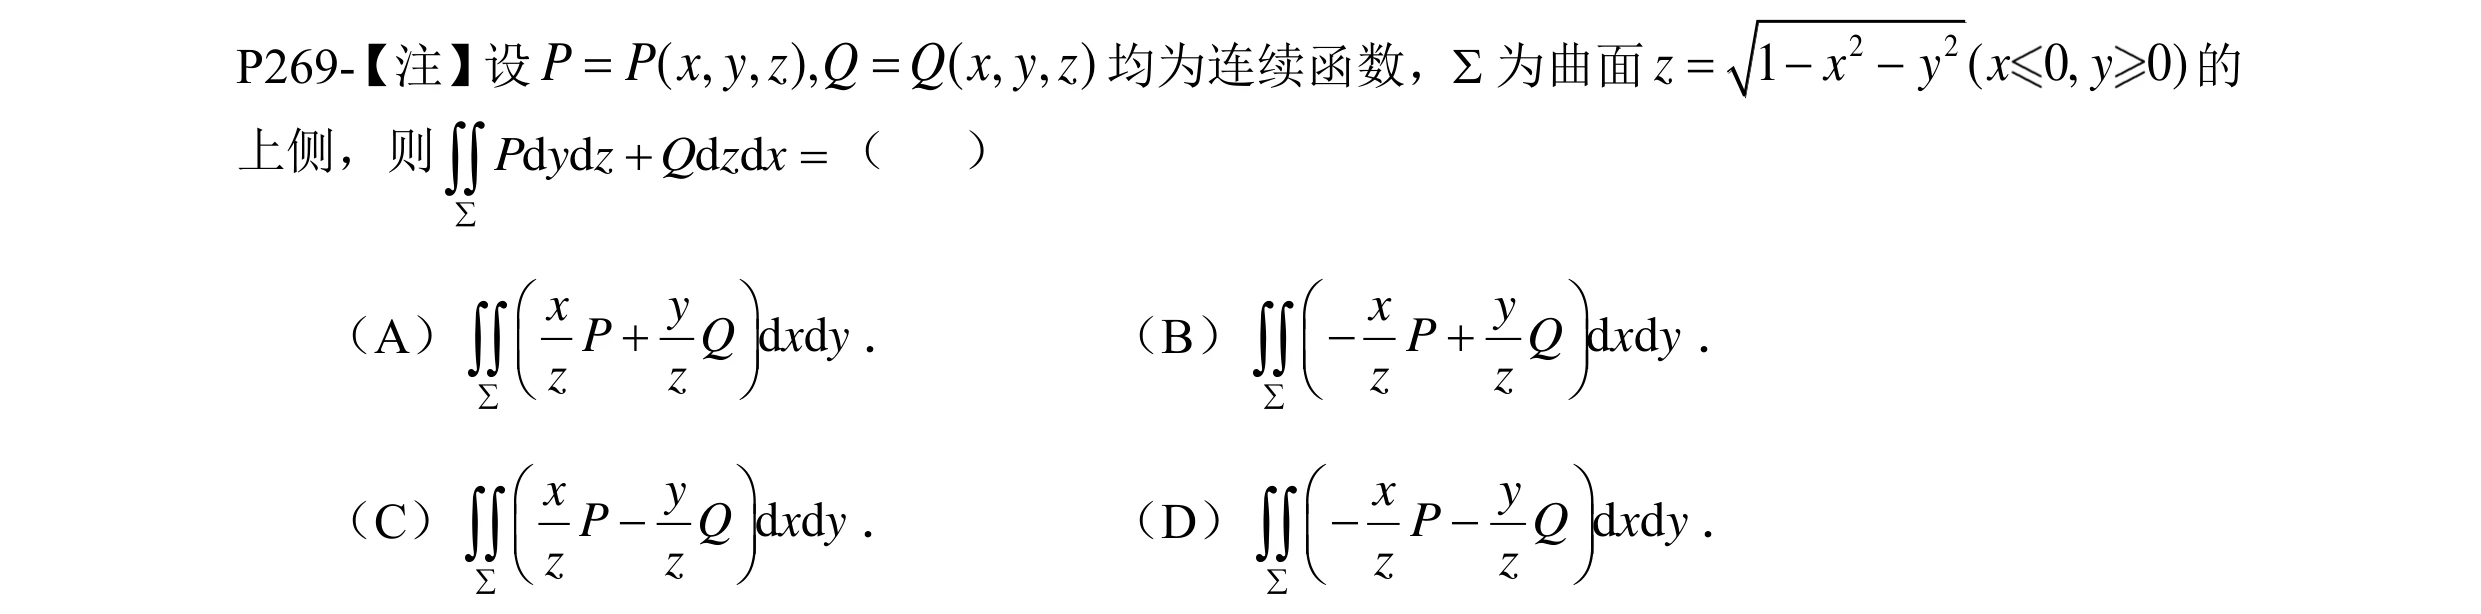 P269-【注】设 P = P(x, y, z), Q = Q(x, y, z) 均为连续函数，Σ 为曲面 z = √(1 − x² − y²) (x⩽0, y⩾0) 的
上侧，则 ∬_Σ Pdydz + Qdzdx =（　　）
（A）∬_Σ (x/z P + y/z Q) dxdy .　（B）∬_Σ (− x/z P + y/z Q) dxdy .
（C）∬_Σ (x/z P − y/z Q) dxdy .　（D）∬_Σ (− x/z P − y/z Q) dxdy .